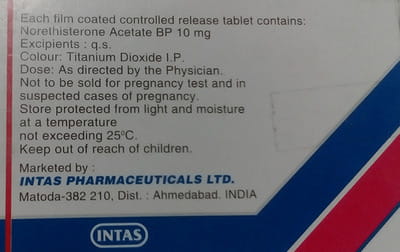 Each film coated controlled release tablet contains:
Norethisterone Acetate BP 10 mg
Excipients : q.s.
Colour: Titanium Dioxide I.P.
Dose: As directed by the Physician.
Not to be sold for pregnancy test and in
suspected cases of pregnancy.
Store protected from light and moisture
at a temperature
not exceeding 25ºC.
Keep out of reach of children.
Marketed by :
INTAS PHARMACEUTICALS LTD.
Matoda-382 210, Dist. : Ahmedabad. INDIA
INTAS